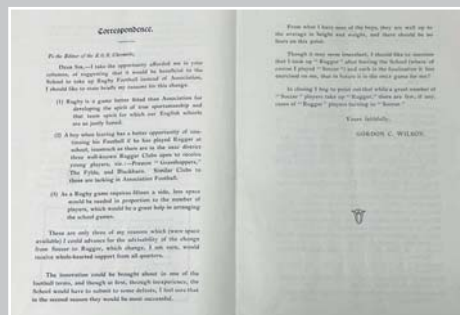 Correspondence.
To the Editor of the B.G.S. Chronicle.
DEAR SIR,—I take the opportunity afforded me in your
columns, of suggesting that it would be beneficial to the
School to take up Rugby Football instead of Association.
I should like to state briefly my reasons for this change.
(1) Rugby is a game better fitted than Association for
developing the spirit of true sportsmanship and
that team spirit for which our English schools
are so justly famed.
(2) A boy when leaving has a better opportunity of con-
tinuing his Football if he has played Rugger at
school, inasmuch as there are in the near district
three well-known Rugger Clubs open to receive
young players, viz.:—Preston "Grasshoppers,"
The Fylde, and Blackburn. Similar Clubs to
these are lacking in Association Football.
(3) As a Rugby game requires fifteen a side, less space
would be needed in proportion to the number of
players, which would be a great help in arranging
the school games.
These are only three of my reasons which (were space
available) I could advance for the advisability of the change
from Soccer to Rugger, which change, I am sure, would
receive whole-hearted support from all quarters.
The innovation could be brought about in one of the
football terms, and though at first, through inexperience, the
School would have to submit to some defeats, I feel sure that
in the second season they would be most successful.
From what I have seen of the boys, they are well up to
the average in height and weight, and there should be no
fears on this point.
Though it may seem immodest, I should like to mention
that I took up "Rugger" after leaving the School (where of
course I played "Soccer") and such is the fascination it has
exercised on me, that in future it is the only game for me!
In closing I beg to point out that while a great number of
"Soccer" players take up "Rugger," there are few, if any,
cases of "Rugger" players turning to "Soccer."
Yours faithfully,
GORDON C. WILSON.